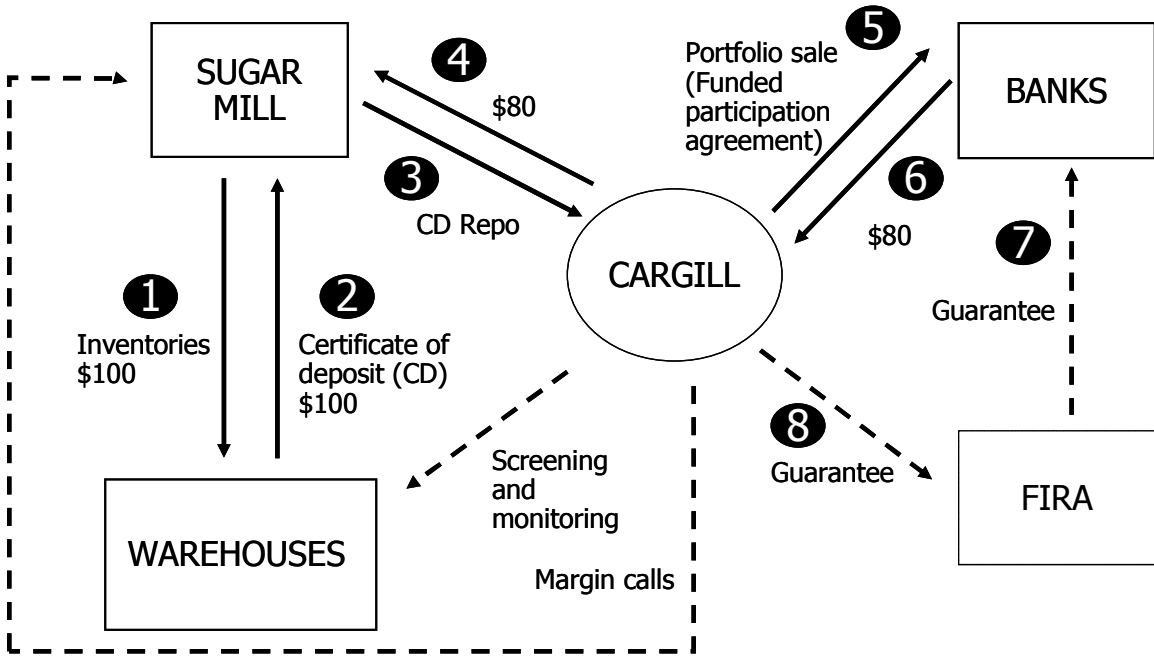 SUGAR
MILL
4
$80
3
CD Repo
Portfolio sale
(Funded
participation
agreement)
5
6
$80
BANKS
1
Inventories
$100
2
Certificate of
deposit (CD)
$100
CARGILL
7
Guarantee
8
Guarantee
WAREHOUSES
Screening
and
monitoring
Margin calls
FIRA